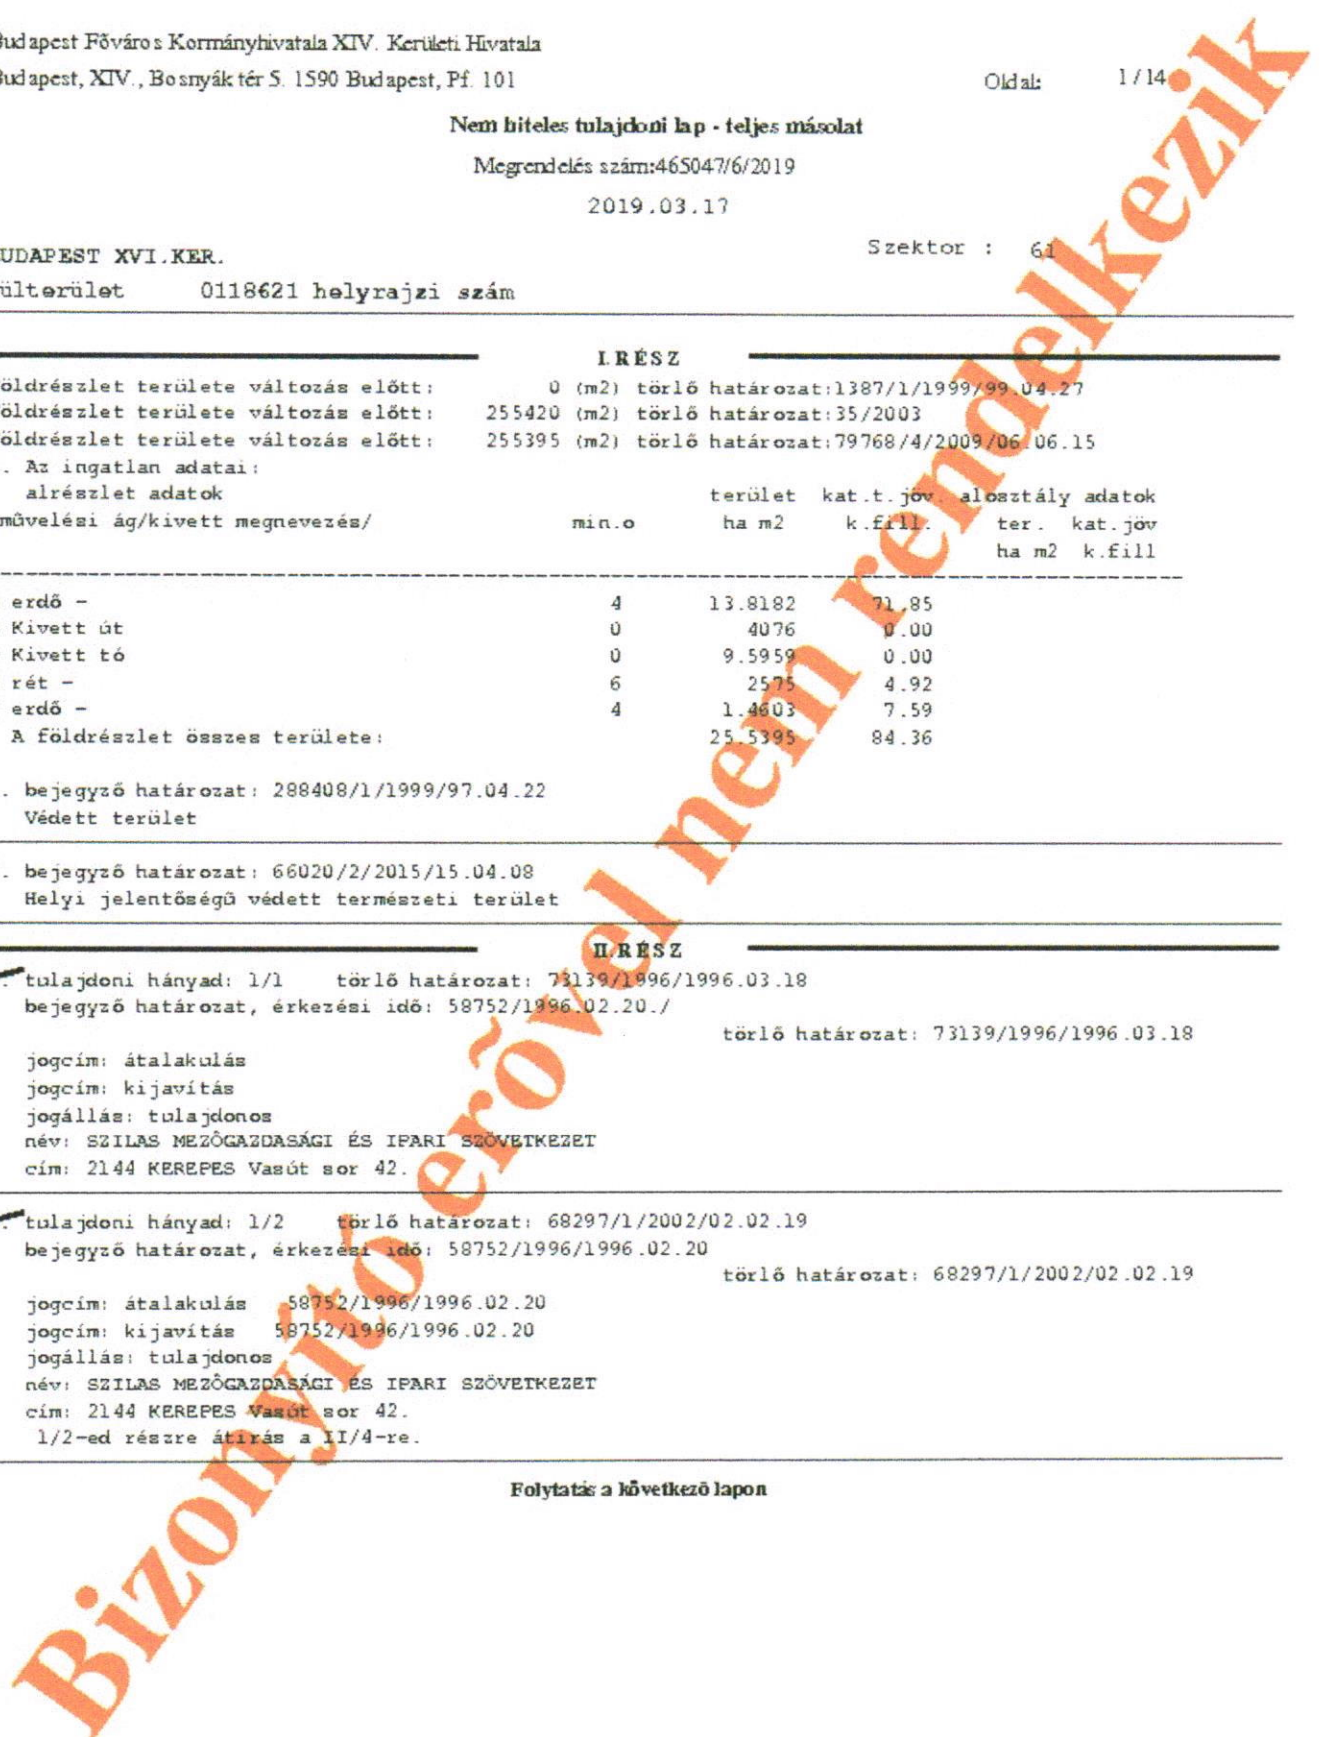 Budapest Főváros Kormányhivatala XIV. Kerületi Hivatala
Budapest, XIV., Bosnyák tér 5. 1590 Budapest, Pf. 101
Oldal: 1/14
Nem hiteles tulajdoni lap - teljes másolat
Megrendelés szám:465047/6/2019
2019.03.17
UDAPEST XVI.KER. Szektor : 61
ülterület 0118621 helyrajzi szám
I.RÉSZ
öldrészlet területe változás előtt: 0 (m2) törlő határozat:1387/1/1999/99.04.27
öldrészlet területe változás előtt: 255420 (m2) törlő határozat:35/2003
öldrészlet területe változás előtt: 255395 (m2) törlő határozat:79768/4/2009/06.06.15
. Az ingatlan adatai:
alrészlet adatok terület kat.t.jöv. alosztály adatok
művelési ág/kivett megnevezés/ min.o ha m2 k.fill. ter. kat.jöv
ha m2 k.fill
erdő - 4 13.8182 71.85
Kivett út 0 4076 0.00
Kivett tó 0 9.5959 0.00
rét - 6 2575 4.92
erdő - 4 1.4603 7.59
A földrészlet összes területe: 25.5395 84.36
. bejegyző határozat: 288408/1/1999/97.04.22
Védett terület
. bejegyző határozat: 66020/2/2015/15.04.08
Helyi jelentőségű védett természeti terület
II.RÉSZ
. tulajdoni hányad: 1/1 törlő határozat: 73139/1996/1996.03.18
bejegyző határozat, érkezési idő: 58752/1996.02.20./
törlő határozat: 73139/1996/1996.03.18
jogcím: átalakulás
jogcím: kijavítás
jogállás: tulajdonos
név: SZILAS MEZÔGAZDASÁGI ÉS IPARI SZÖVETKEZET
cím: 2144 KEREPES Vasút sor 42.
. tulajdoni hányad: 1/2 törlő határozat: 68297/1/2002/02.02.19
bejegyző határozat, érkezési idő: 58752/1996/1996.02.20
törlő határozat: 68297/1/2002/02.02.19
jogcím: átalakulás 58752/1996/1996.02.20
jogcím: kijavítás 58752/1996/1996.02.20
jogállás: tulajdonos
név: SZILAS MEZÔGAZDASÁGI ÉS IPARI SZÖVETKEZET
cím: 2144 KEREPES Vasút sor 42.
1/2-ed részre átírás a II/4-re.
Folytatás a következő lapon
Bizonyító erõvel nem rendelkezik